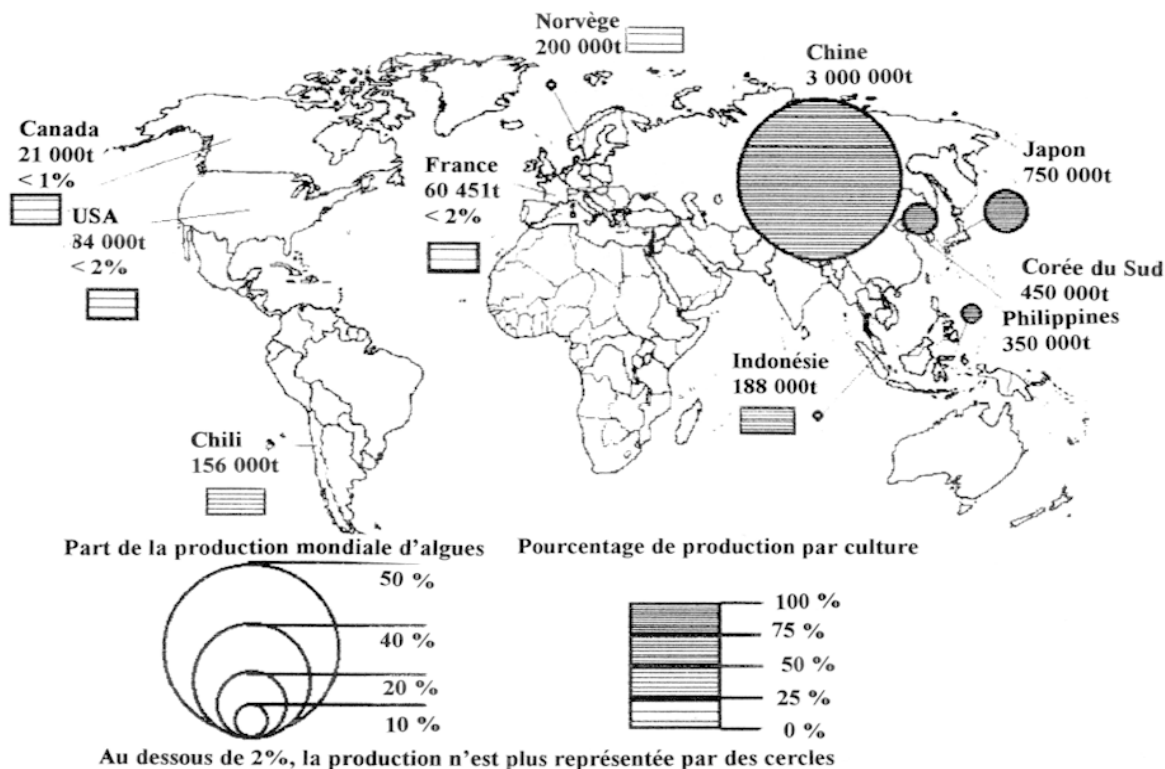 Norvège
200 000t
Chine
3 000 000t
Canada
21 000t
< 1%
USA
84 000t
< 2%
France
60 451t
< 2%
Japon
750 000t
Corée du Sud
450 000t
Philippines
350 000t
Indonésie
188 000t
Chili
156 000t
Part de la production mondiale d'algues
50 %
40 %
20 %
10 %
Pourcentage de production par culture
100 %
75 %
50 %
25 %
0 %
Au dessous de 2%, la production n'est plus représentée par des cercles